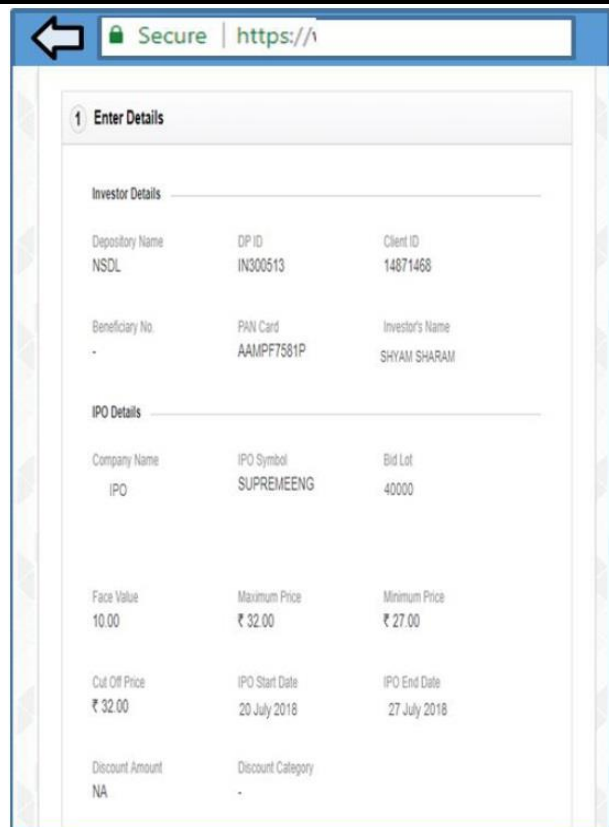 Secure | https://
1 Enter Details
Investor Details
Depository Name DP ID Client ID
NSDL IN300513 14871468
Beneficiary No. PAN Card Investor's Name
- AAMPF7581P SHYAM SHARAM
IPO Details
Company Name IPO Symbol Bid Lot
IPO SUPREMEENG 40000
Face Value Maximum Price Minimum Price
10.00 ₹ 32.00 ₹ 27.00
Cut Off Price IPO Start Date IPO End Date
₹ 32.00 20 July 2018 27 July 2018
Discount Amount Discount Category
NA -